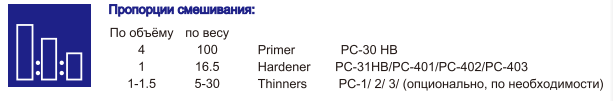 Пропорции смешивания:
По объёму по весу
4 100 Primer PC-30 HB
1 16.5 Hardener PC-31HB/PC-401/PC-402/PC-403
1-1.5 5-30 Thinners PC-1/ 2/ 3/ (опционально, по необходимости)